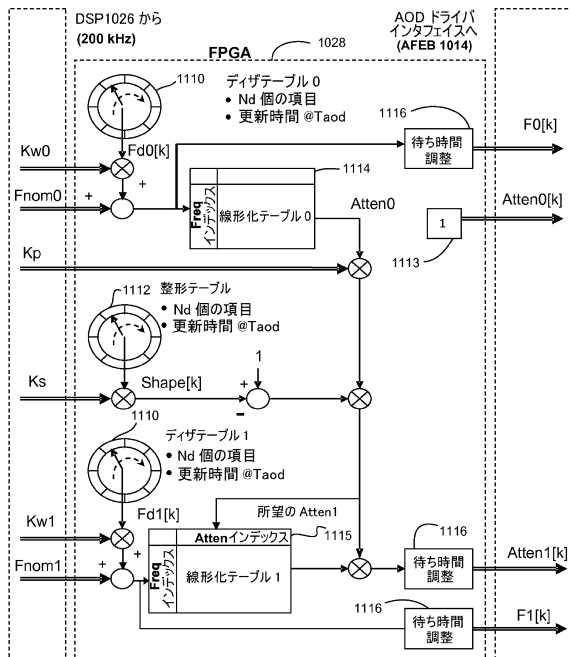 DSP1026 から
(200 kHz)
FPGA
1028
AOD ドライバ
インタフェイスへ
(AFEB 1014)
1110
ディザテーブル 0
• Nd 個の項目
• 更新時間 @Taod
1116
待ち時間
調整
F0[k]
Kw0
Fd0[k]
+
Fnom0
+
1114
Freq
インデックス
線形化テーブル 0
Atten0
1
1113
Atten0[k]
Kp
1112
整形テーブル
• Nd 個の項目
• 更新時間 @Taod
Ks
Shape[k]
1
+
-
1110
ディザテーブル 1
• Nd 個の項目
• 更新時間 @Taod
Kw1
Fd1[k]
+
Fnom1
+
所望の Atten1
1115
Attenインデックス
Freq
インデックス
線形化テーブル 1
1116
待ち時間
調整
Atten1[k]
1116
待ち時間
調整
F1[k]